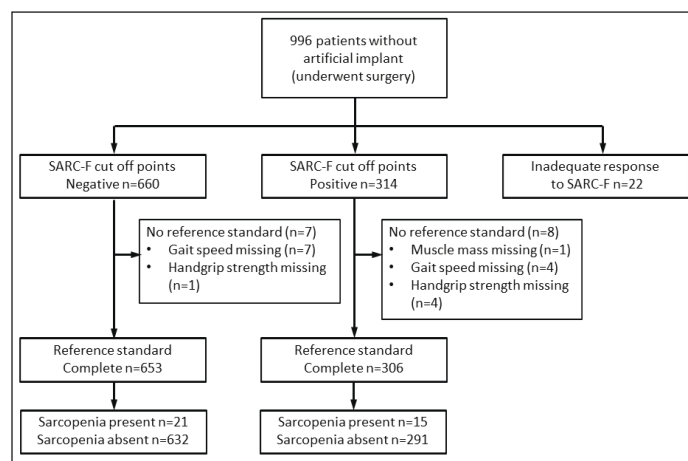 996 patients without
artificial implant
(underwent surgery)
SARC-F cut off points
Negative n=660
SARC-F cut off points
Positive n=314
Inadequate response
to SARC-F n=22
No reference standard (n=7)
• Gait speed missing (n=7)
• Handgrip strength missing
(n=1)
No reference standard (n=8)
• Muscle mass missing (n=1)
• Gait speed missing (n=4)
• Handgrip strength missing
(n=4)
Reference standard
Complete n=653
Reference standard
Complete n=306
Sarcopenia present n=21
Sarcopenia absent n=632
Sarcopenia present n=15
Sarcopenia absent n=291